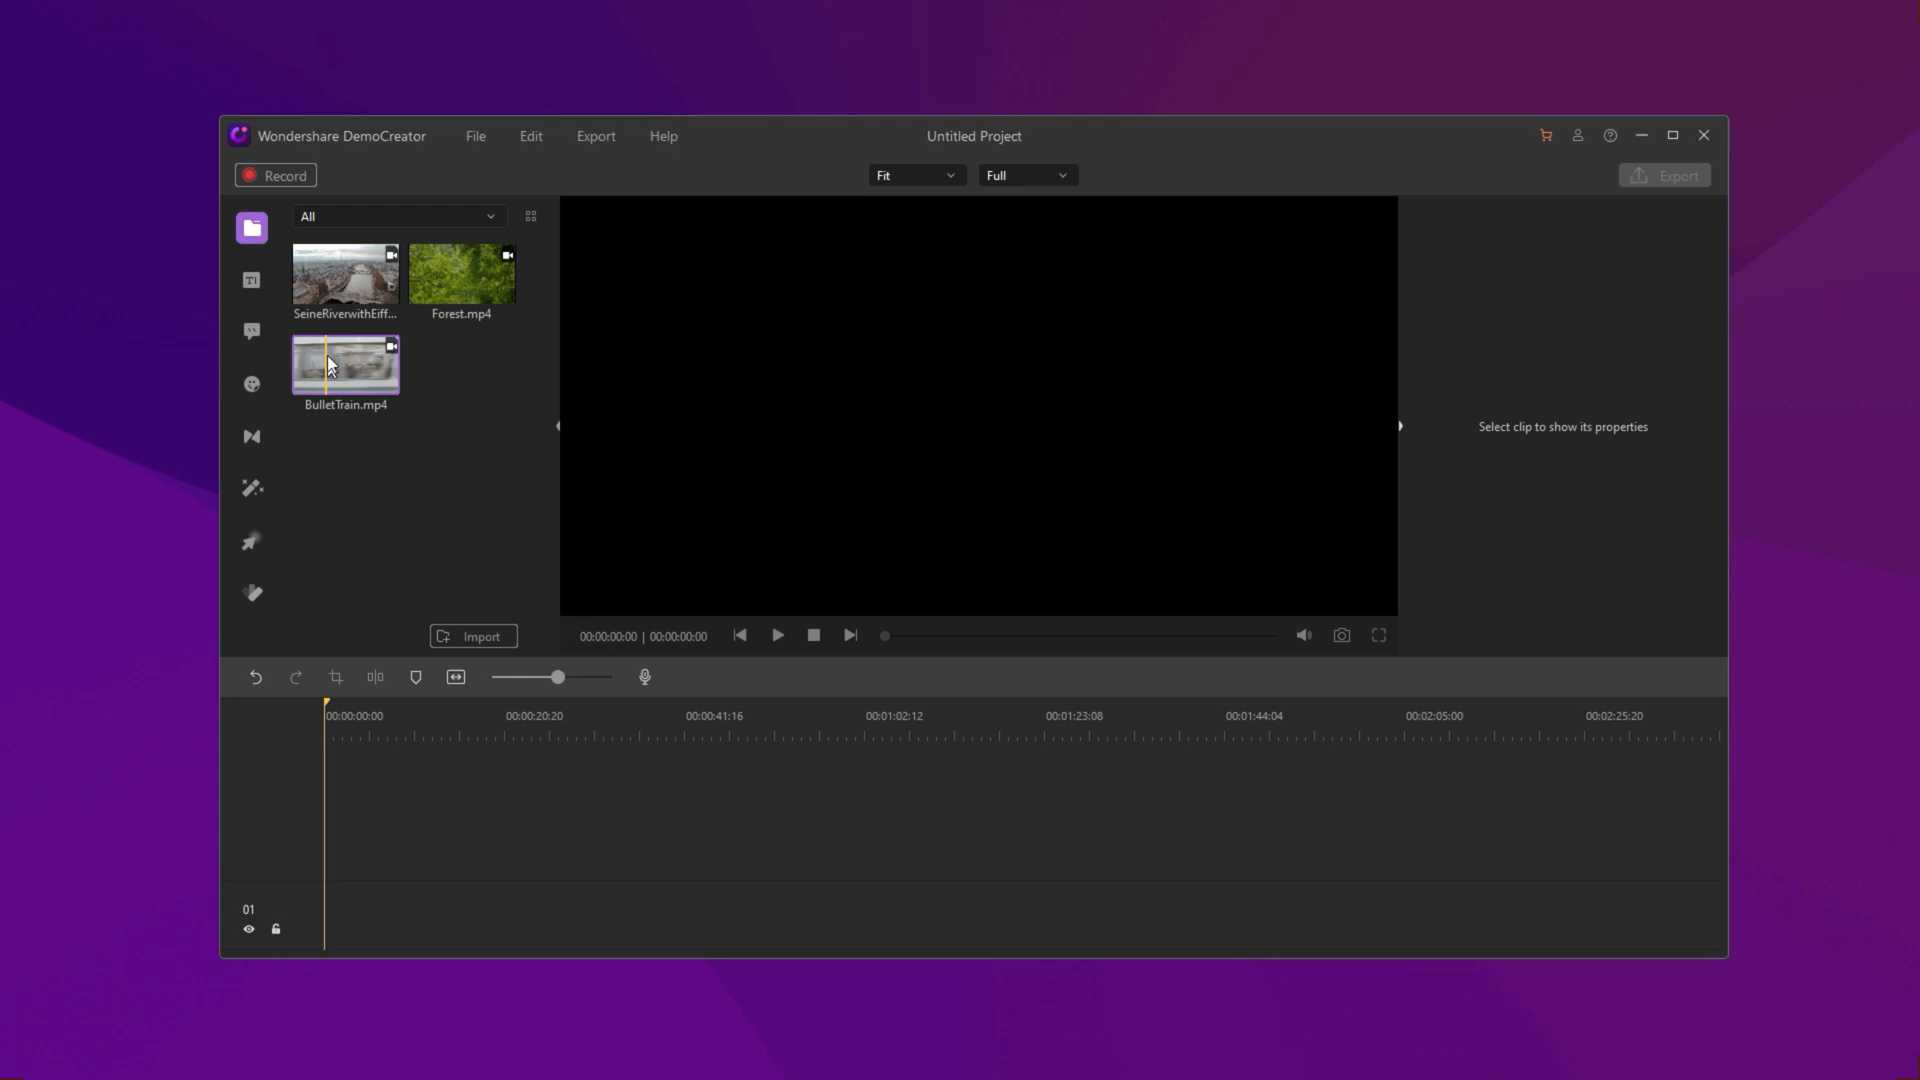 Wondershare DemoCreator File Edit Export Help Untitled Project
Record Fit Full Export
All
SeineRiverwithEiff... Forest.mp4
BulletTrain.mp4
Select clip to show its properties
Import 00:00:00:00 | 00:00:00:00
00:00:00:00 00:00:20:20 00:00:41:16 00:01:02:12 00:01:23:08 00:01:44:04 00:02:05:00 00:02:25:20
01